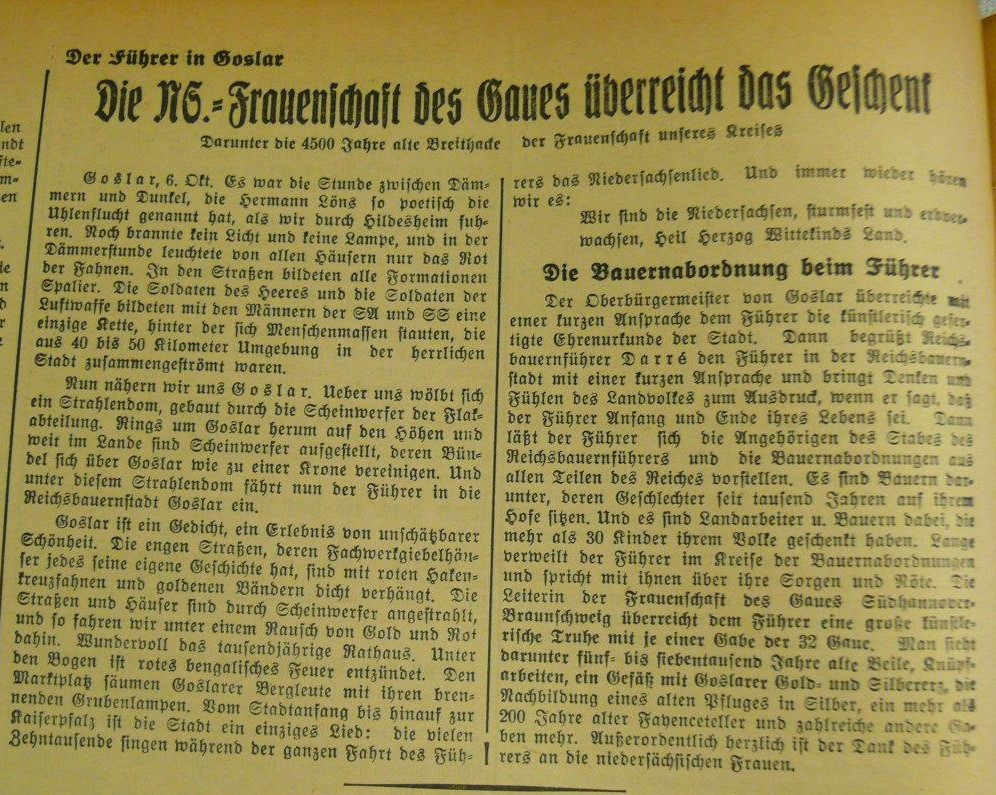 len
ndt
fte-
m-
en
Der Führer in Goslar
Die NS.-Frauenschaft des Gaues überreicht das Geschenk
Darunter die 4500 Jahre alte Breithacke der Frauenschaft unseres Kreises
Goslar, 6. Okt. Es war die Stunde zwischen Däm-
mern und Dunkel, die Hermann Löns so poetisch die
Uhlenflucht genannt hat, als wir durch Hildesheim fuh-
ren. Noch brannte kein Licht und keine Lampe, und in der
Dämmerstunde leuchtete von allen Häusern nur das Rot
der Fahnen. In den Straßen bildeten alle Formationen
Spalier. Die Soldaten des Heeres und die Soldaten der
Luftwaffe bildeten mit den Männern der SA und SS eine
einzige Kette, hinter der sich Menschenmassen stauten, die
aus 40 bis 50 Kilometer Umgebung in der herrlichen
Stadt zusammengeströmt waren.
Nun nähern wir uns Goslar. Ueber uns wölbt sich
ein Strahlendom, gebaut durch die Scheinwerfer der Flak-
abteilung. Rings um Goslar herum auf den Höhen und
weit im Lande sind Scheinwerfer aufgestellt, deren Bün-
del sich über Goslar wie zu einer Krone vereinigen. Und
unter diesem Strahlendom fährt nun der Führer in die
Reichsbauernstadt Goslar ein.
Goslar ist ein Gedicht, ein Erlebnis von unschätzbarer
Schönheit. Die engen Straßen, deren Fachwerkgiebelhöu-
ser jedes seine eigene Geschichte hat, sind mit roten Haken-
kreuzfahnen und goldenen Bändern dicht verhängt. Die
Straßen und Häuser sind durch Scheinwerfer angestrahlt,
und so fahren wir unter einem Rausch von Gold und Rot
dahin. Wundervoll das tausendjährige Rathaus. Unter
den Bogen ist rotes bengalisches Feuer entzündet. Den
Marktplatz säumen Goslarer Bergleute mit ihren bren-
nenden Grubenlampen. Vom Stadtanfang bis hinauf zur
Kaiserpfalz ist die Stadt ein einziges Lied: die vielen
Zehntausende singen während der ganzen Fahrt des Füh-
rers das Niedersachsenlied. Und immer wieder hören
wir es:
Wir sind die Niedersachsen, sturmfest und erdver-
wachsen, Heil Herzog Wittekinds Land.
Die Bauernabordnung beim Führer
Der Oberbürgermeister von Goslar überreichte mit
einer kurzen Ansprache dem Führer die künstlerisch gefer-
tigte Ehrenurkunde der Stadt. Dann begrüßt Reichs-
bauernführer Darré den Führer in der Reichsbauern-
stadt mit einer kurzen Ansprache und bringt Denken und
Fühlen des Landvolkes zum Ausdruck, wenn er sagt, daß
der Führer Anfang und Ende ihres Lebens sei. Dann
läßt der Führer sich die Angehörigen des Stabes des
Reichsbauernführers und die Bauernabordnungen aus
allen Teilen des Reiches vorstellen. Es sind Bauern dar-
unter, deren Geschlechter seit tausend Jahren auf ihrem
Hofe sitzen. Und es sind Landarbeiter u. Bauern dabei, die
mehr als 30 Kinder ihrem Volke geschenkt haben. Lange
verweilt der Führer im Kreise der Bauernabordnungen
und spricht mit ihnen über ihre Sorgen und Nöte. Die
Leiterin der Frauenschaft des Gaues Südhannover-
Braunschweig überreicht dem Führer eine große künstle-
rische Truhe mit je einer Gabe der 32 Gaue. Man sieht
darunter fünf- bis siebentausend Jahre alte Beile, Knüpf-
arbeiten, ein Gefäß mit Goslarer Gold- und Silbererz, die
Nachbildung eines alten Pfluges in Silber, ein mehr als
200 Jahre alter Fayenceteller und zahlreiche andere Ga-
ben mehr. Außerordentlich herzlich ist der Dank des Füh-
rers an die niedersächsischen Frauen.